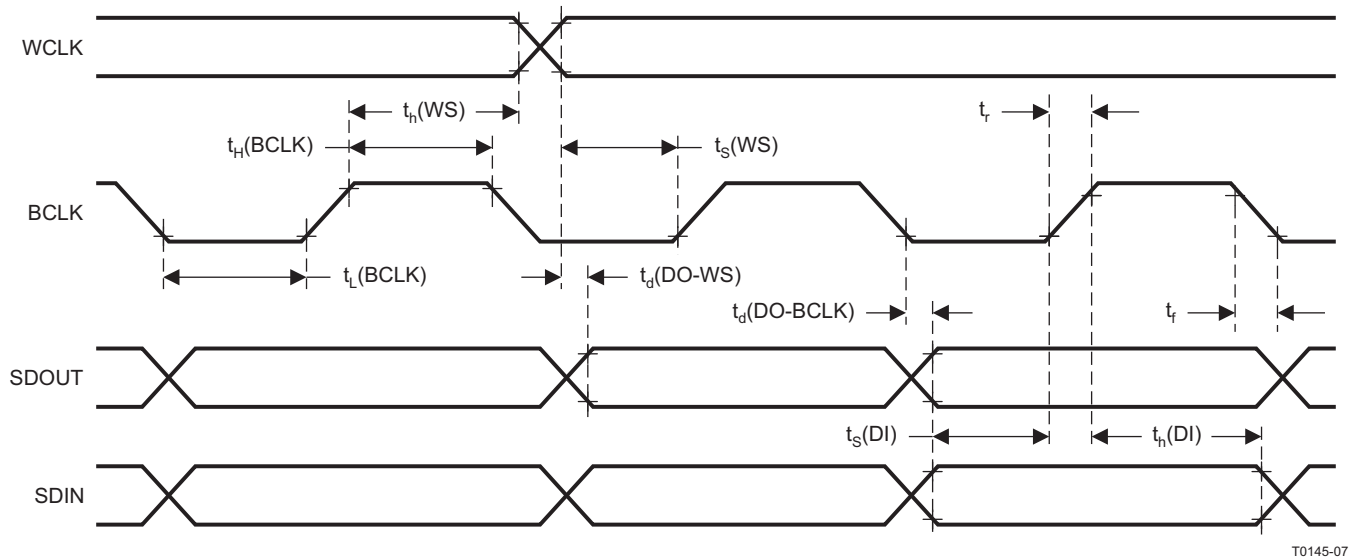 WCLK
t_h(WS)
t_r
t_H(BCLK)
t_S(WS)
BCLK
t_L(BCLK)
t_d(DO-WS)
t_d(DO-BCLK)
t_f
SDOUT
t_S(DI)
t_h(DI)
SDIN
T0145-07